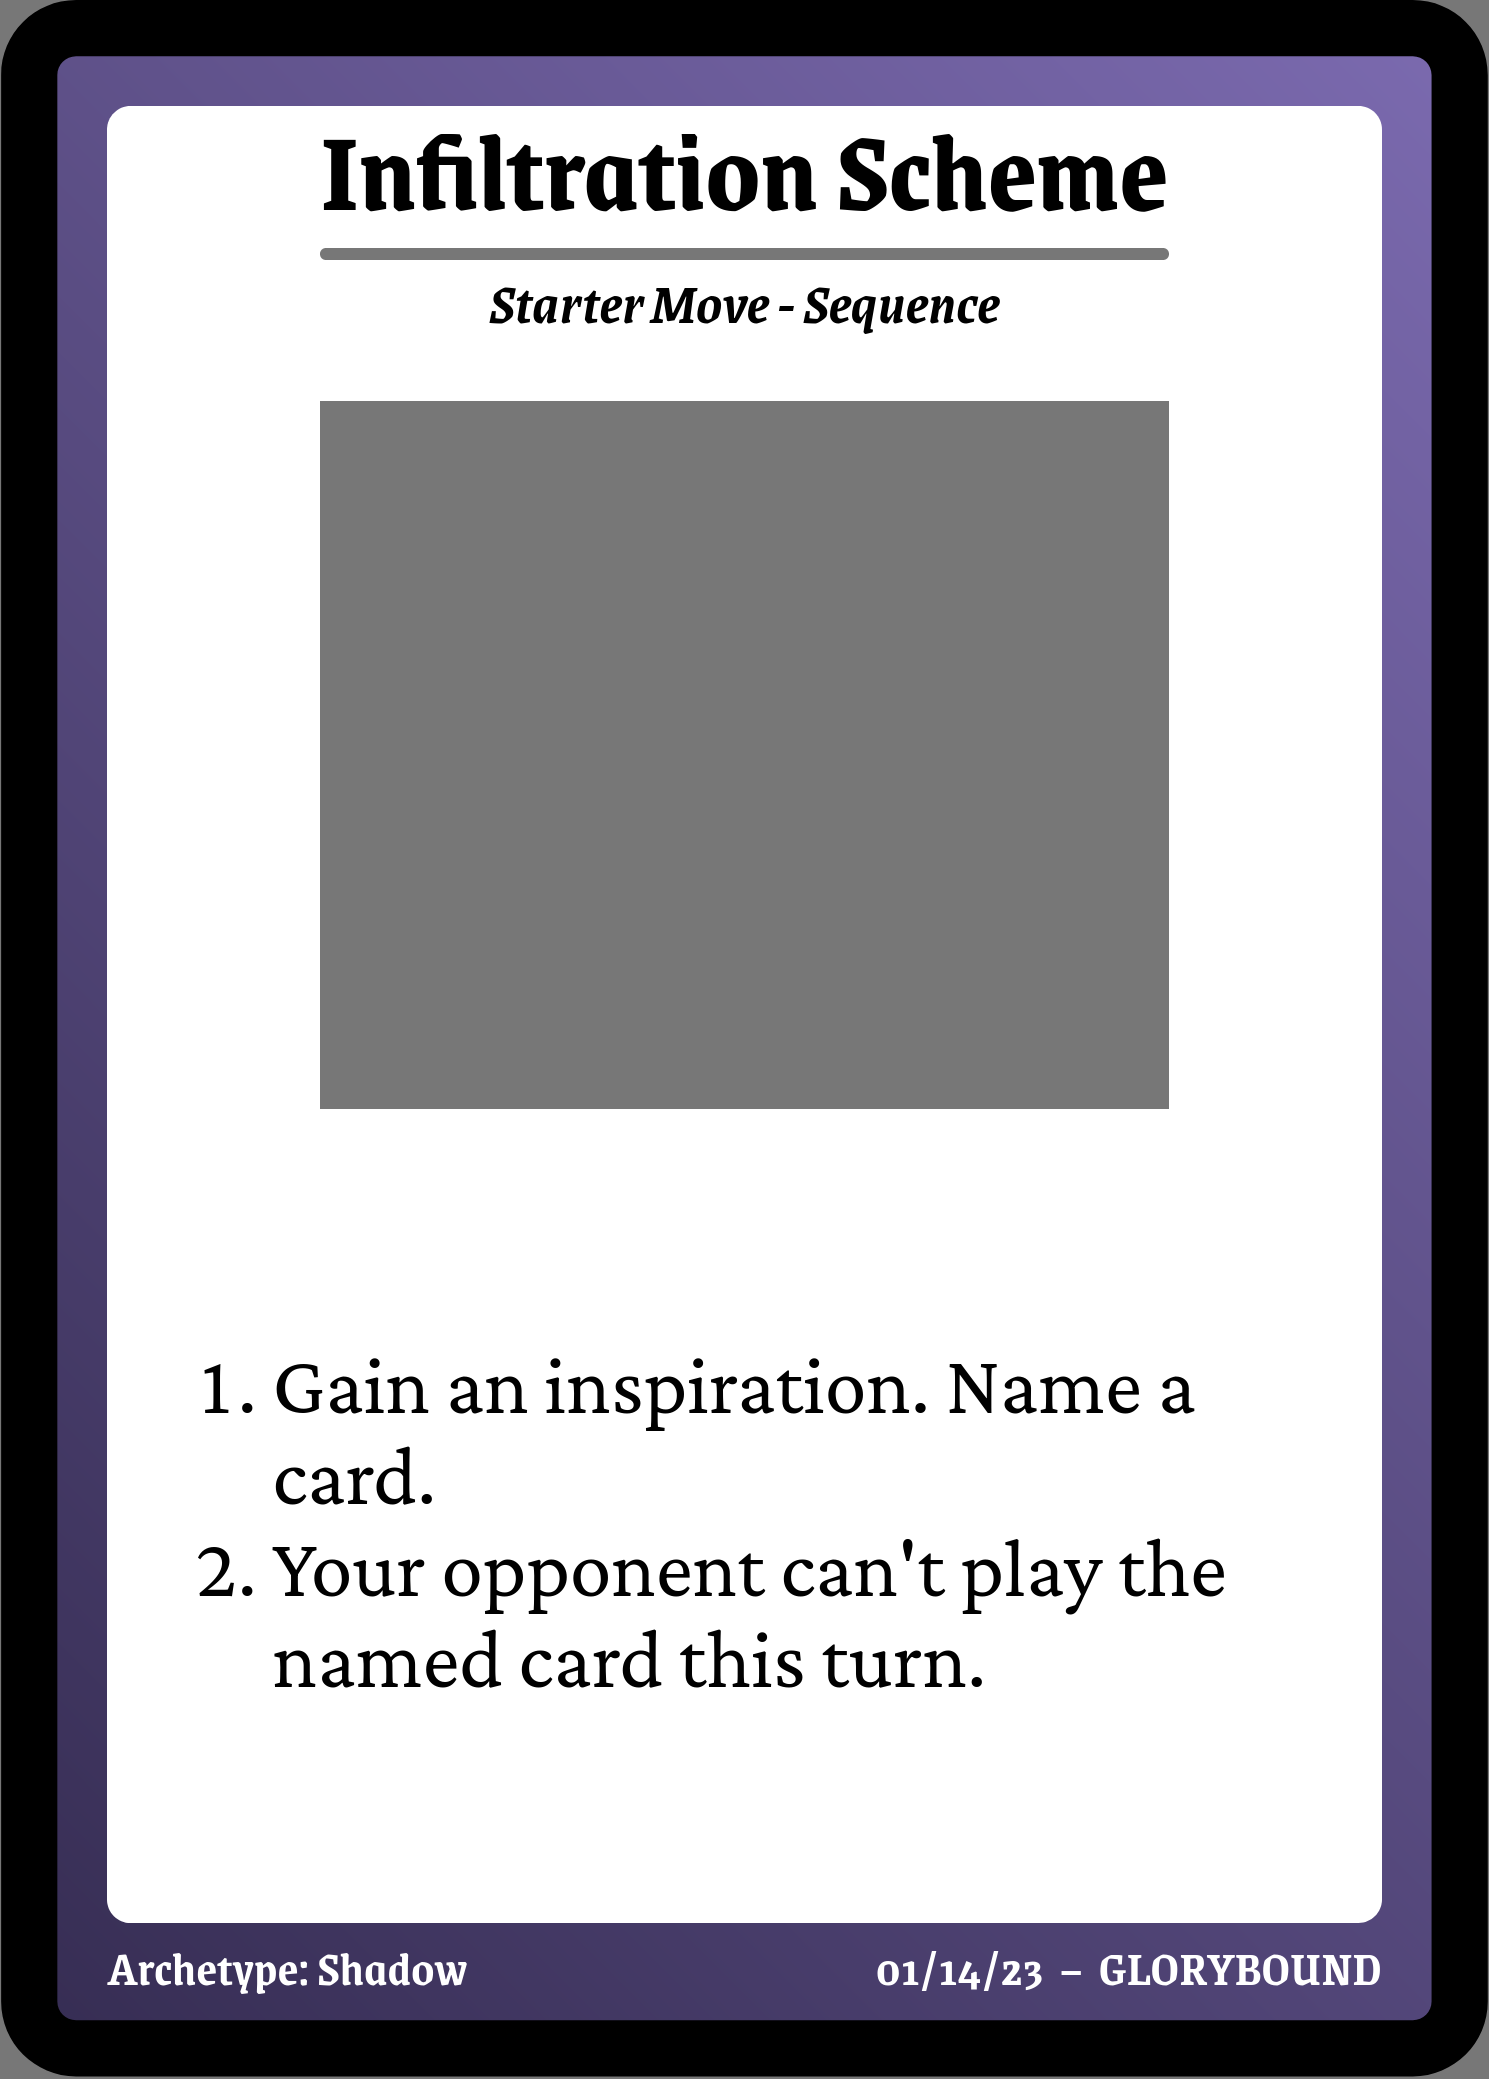 Infiltration Scheme
Starter Move - Sequence
1. Gain an inspiration. Name a
card.
2. Your opponent can't play the
named card this turn.
Archetype: Shadow
01/14/23 – GLORYBOUND